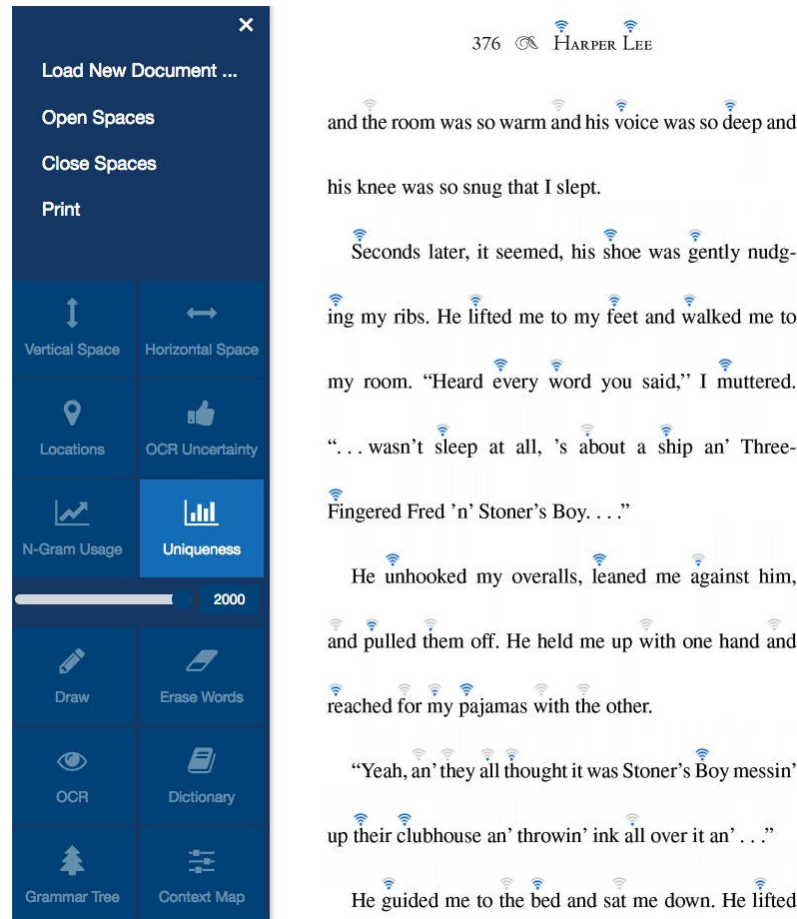 ×
Load New Document ...
Open Spaces
Close Spaces
Print
Vertical Space
Horizontal Space
Locations
OCR Uncertainty
N-Gram Usage
Uniqueness
2000
Draw
Erase Words
OCR
Dictionary
Grammar Tree
Context Map
376 Harper Lee
and the room was so warm and his voice was so deep and
his knee was so snug that I slept.
Seconds later, it seemed, his shoe was gently nudg-
ing my ribs. He lifted me to my feet and walked me to
my room. “Heard every word you said,’’ I muttered.
“. . . wasn’t sleep at all, ’s about a ship an’ Three-
Fingered Fred ’n’ Stoner’s Boy. . . .”
He unhooked my overalls, leaned me against him,
and pulled them off. He held me up with one hand and
reached for my pajamas with the other.
“Yeah, an’ they all thought it was Stoner’s Boy messin’
up their clubhouse an’ throwin’ ink all over it an’ . . .”
He guided me to the bed and sat me down. He lifted